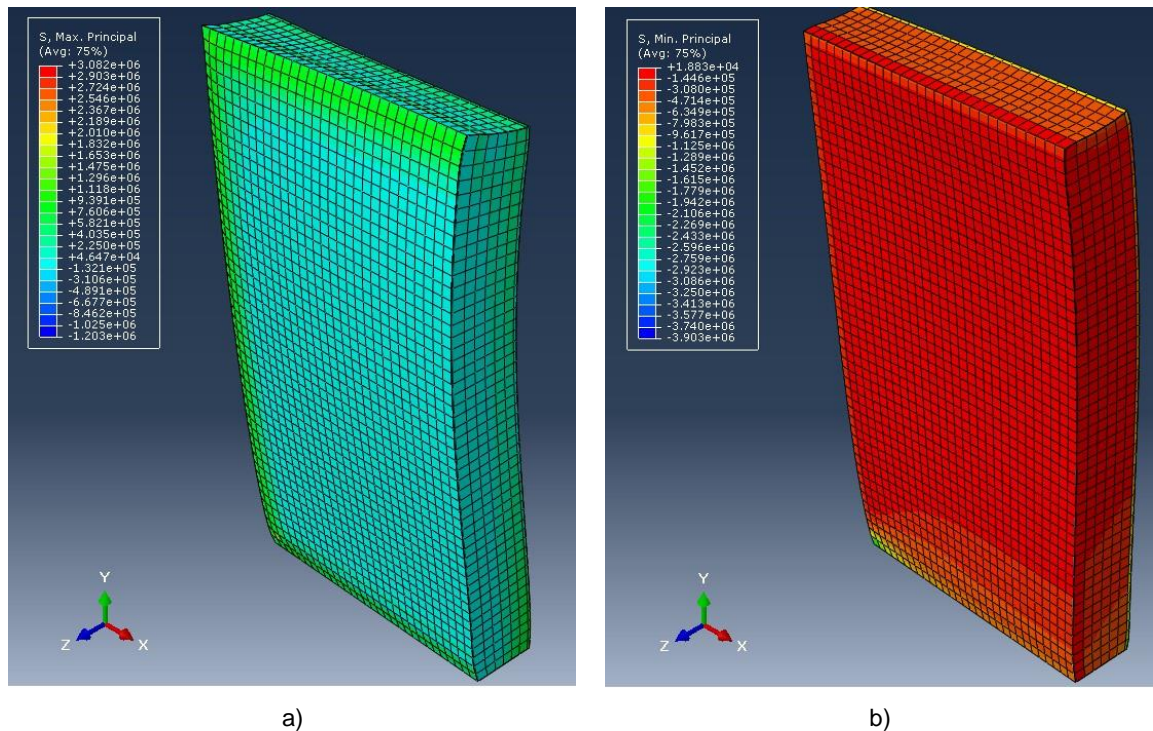 S, Max. Principal
(Avg: 75%)
+3.082e+06
+2.903e+06
+2.724e+06
+2.546e+06
+2.367e+06
+2.189e+06
+2.010e+06
+1.832e+06
+1.653e+06
+1.475e+06
+1.296e+06
+1.118e+06
+9.391e+05
+7.606e+05
+5.821e+05
+4.035e+05
+2.250e+05
+4.647e+04
-1.321e+05
-3.106e+05
-4.891e+05
-6.677e+05
-8.462e+05
-1.025e+06
-1.203e+06
Y
Z
X
a)
S, Min. Principal
(Avg: 75%)
+1.883e+04
-1.446e+05
-3.080e+05
-4.714e+05
-6.349e+05
-7.983e+05
-9.617e+05
-1.125e+06
-1.289e+06
-1.452e+06
-1.615e+06
-1.779e+06
-1.942e+06
-2.106e+06
-2.269e+06
-2.433e+06
-2.596e+06
-2.759e+06
-2.923e+06
-3.086e+06
-3.250e+06
-3.413e+06
-3.577e+06
-3.740e+06
-3.903e+06
Y
Z
X
b)